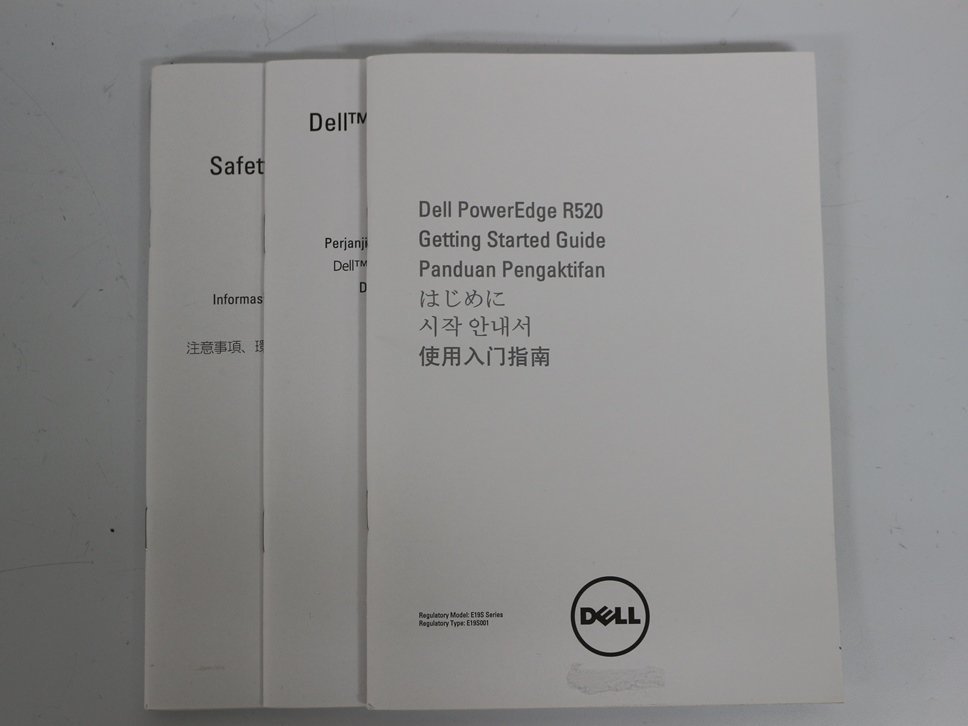 Safet
Informas
注意事項、環
Dell™
Perjanji
Dell™
D
Dell PowerEdge R520
Getting Started Guide
Panduan Pengaktifan
はじめに
시작 안내서
使用入门指南
Regulatory Model: E19S Series
Regulatory Type: E19S001
DELL